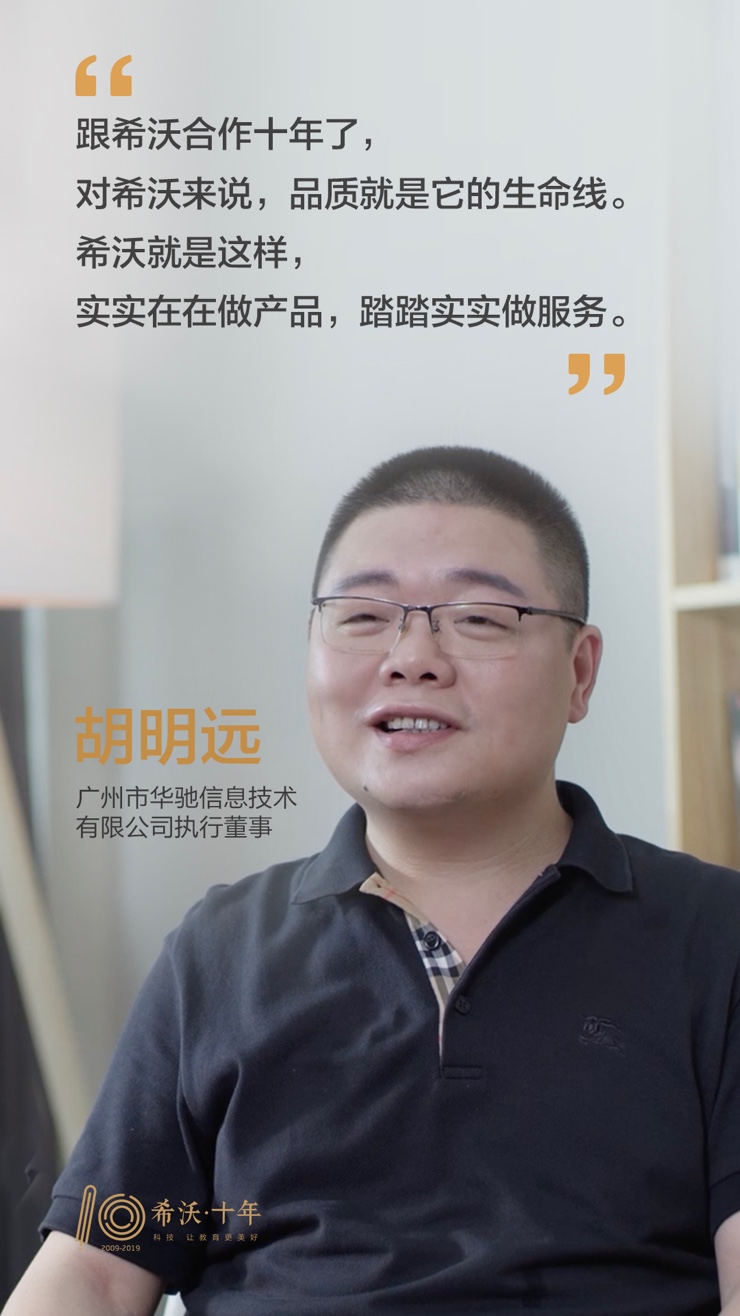 “
跟希沃合作十年了，
对希沃来说，品质就是它的生命线。
希沃就是这样，
实实在在做产品，踏踏实实做服务。
”
胡明远
广州市华驰信息技术
有限公司执行董事
10
希沃·十年
科技 让教育更美好
2009-2019